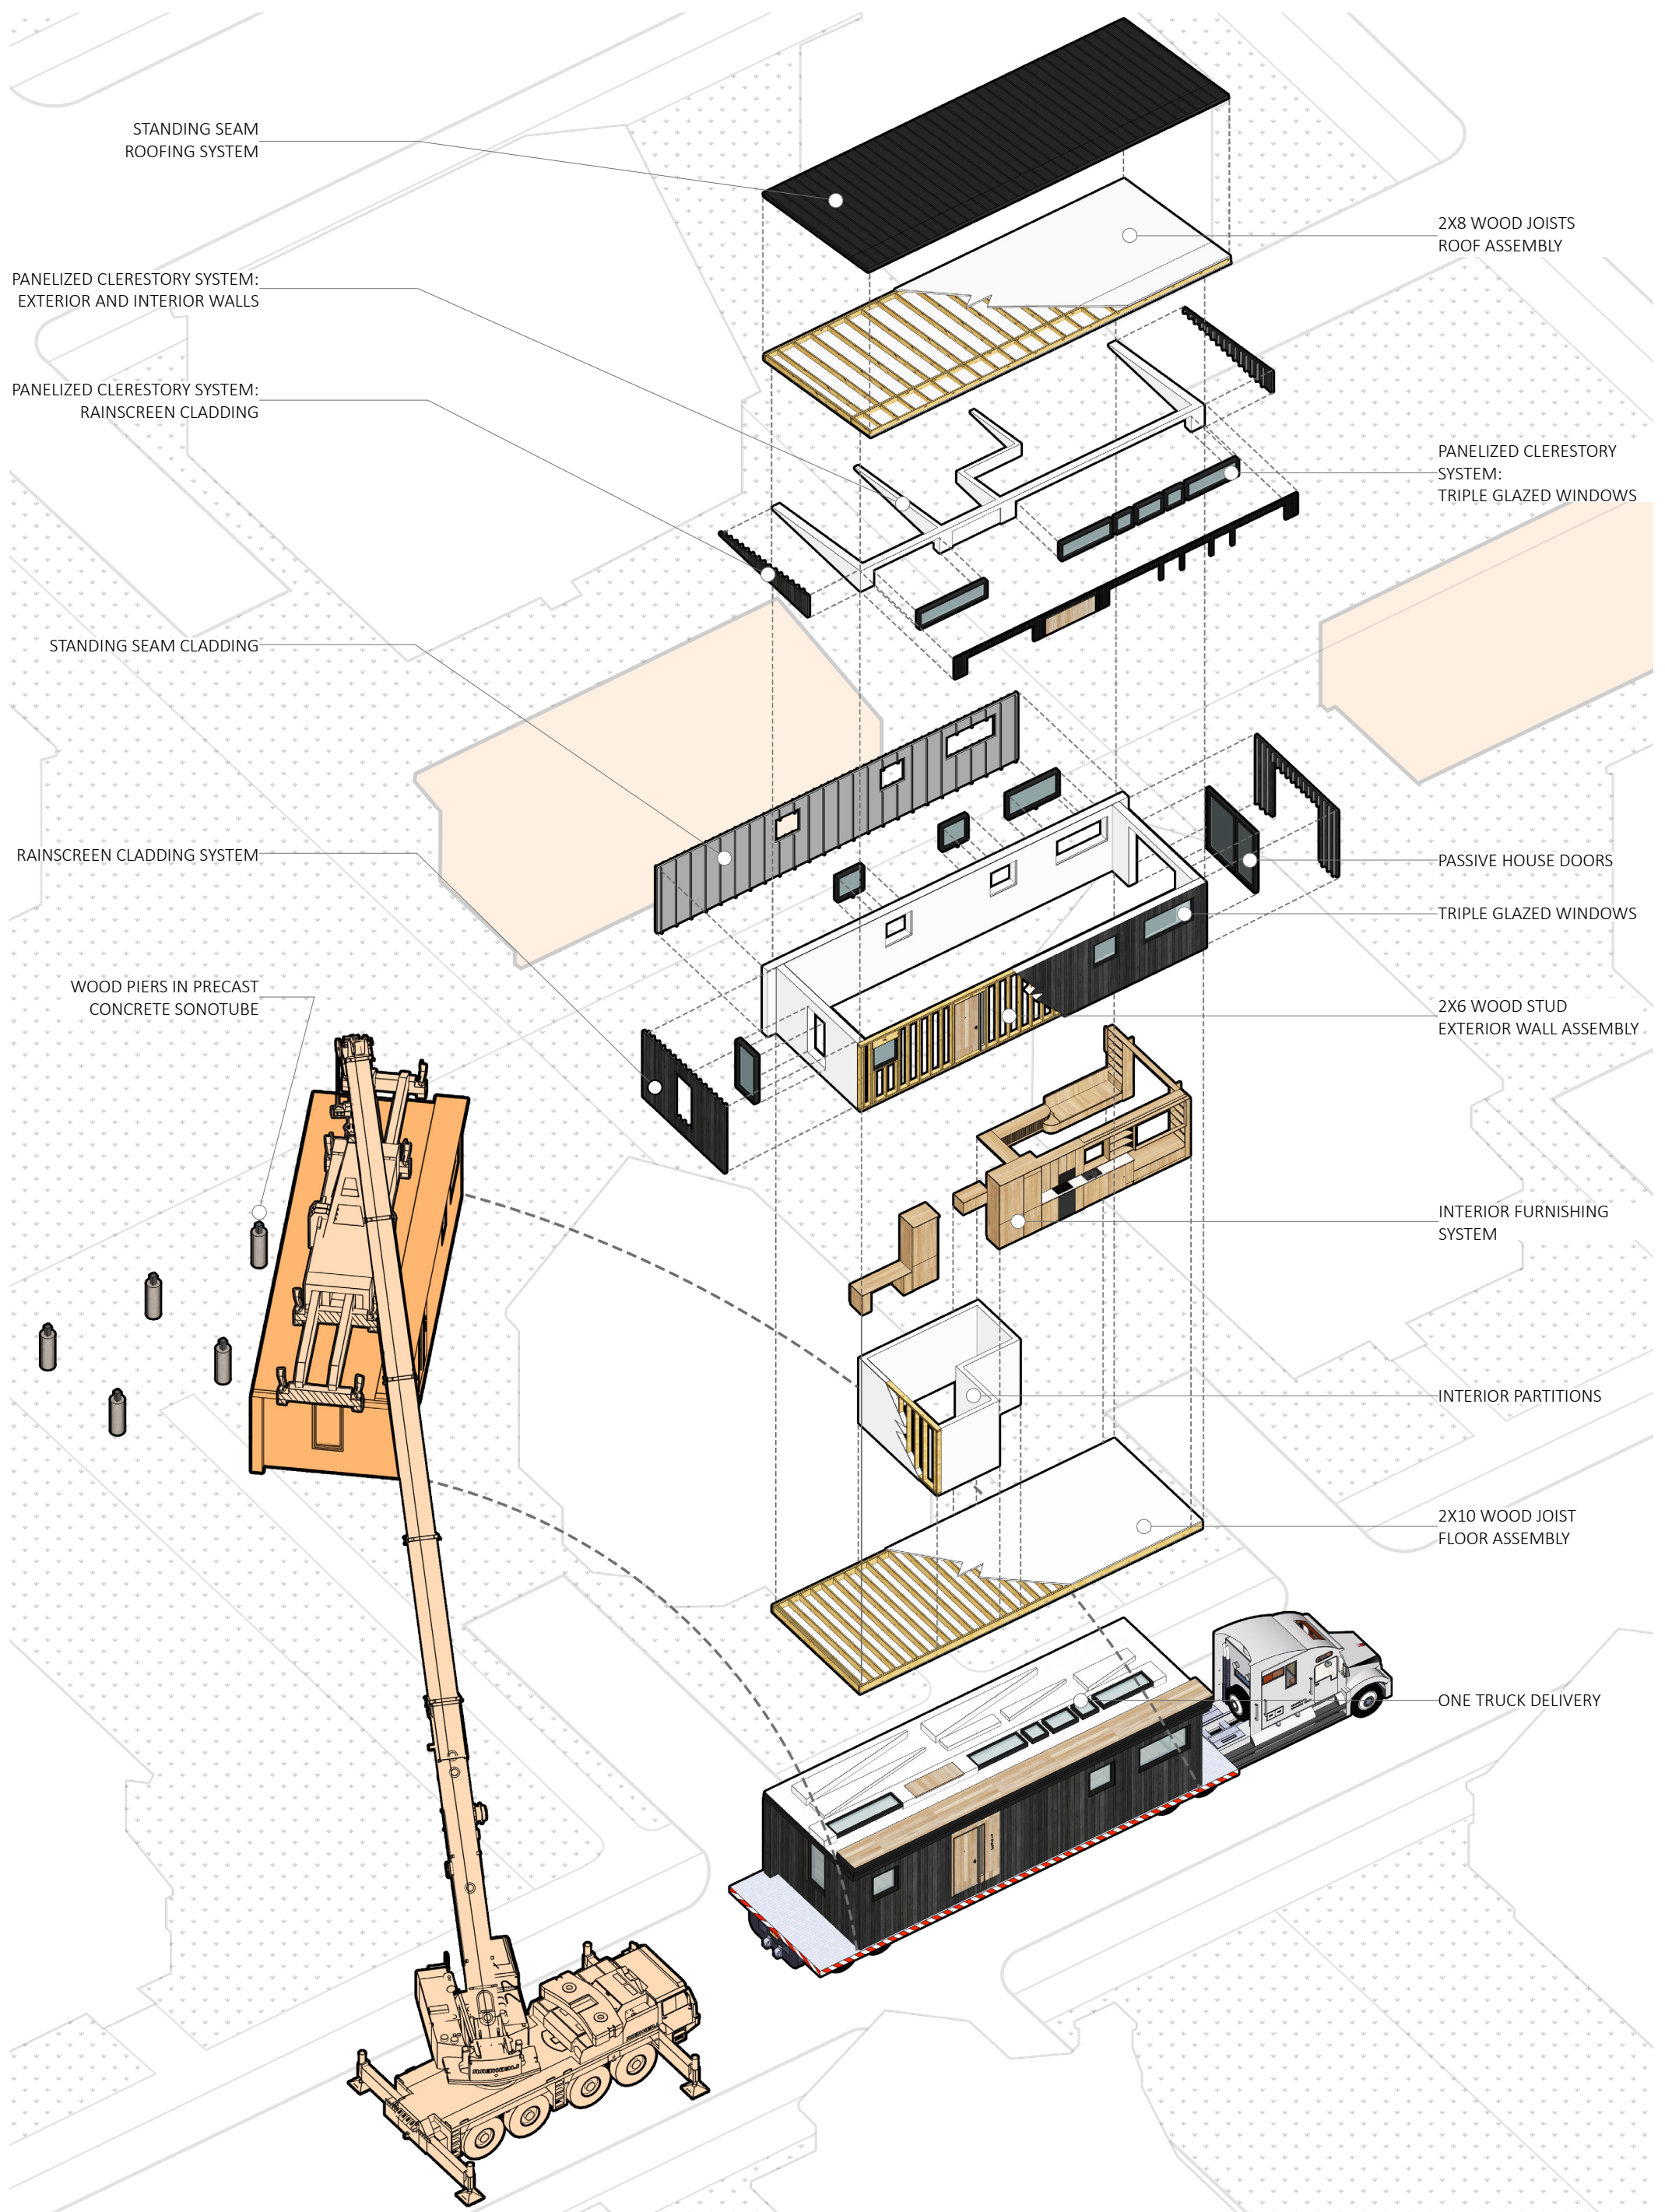 STANDING SEAM
ROOFING SYSTEM
2X8 WOOD JOISTS
ROOF ASSEMBLY
PANELIZED CLERESTORY SYSTEM:
EXTERIOR AND INTERIOR WALLS
PANELIZED CLERESTORY SYSTEM:
RAINSCREEN CLADDING
PANELIZED CLERESTORY
SYSTEM:
TRIPLE GLAZED WINDOWS
STANDING SEAM CLADDING
RAINSCREEN CLADDING SYSTEM
PASSIVE HOUSE DOORS
TRIPLE GLAZED WINDOWS
WOOD PIERS IN PRECAST
CONCRETE SONOTUBE
2X6 WOOD STUD
EXTERIOR WALL ASSEMBLY
INTERIOR FURNISHING
SYSTEM
INTERIOR PARTITIONS
2X10 WOOD JOIST
FLOOR ASSEMBLY
ONE TRUCK DELIVERY